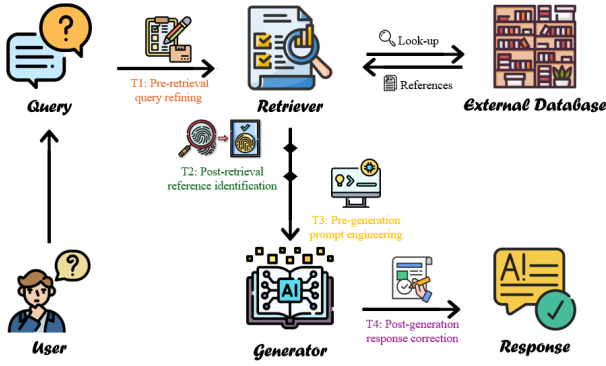 Look-up
T1: Pre-retrieval
query refining
References
Query
Retriever
External Database
T2: Post-retrieval
reference identification
T3: Pre-generation
prompt engineering
AI
A!
T4: Post-generation
response correction
User
Generator
Response